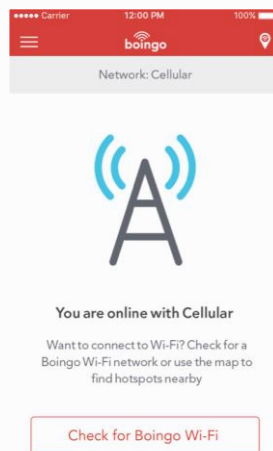 Carrier 12:00 PM 100%
boingo
Network: Cellular
You are online with Cellular
Want to connect to Wi-Fi? Check for a
Boingo Wi-Fi network or use the map to
find hotspots nearby
Check for Boingo Wi-Fi